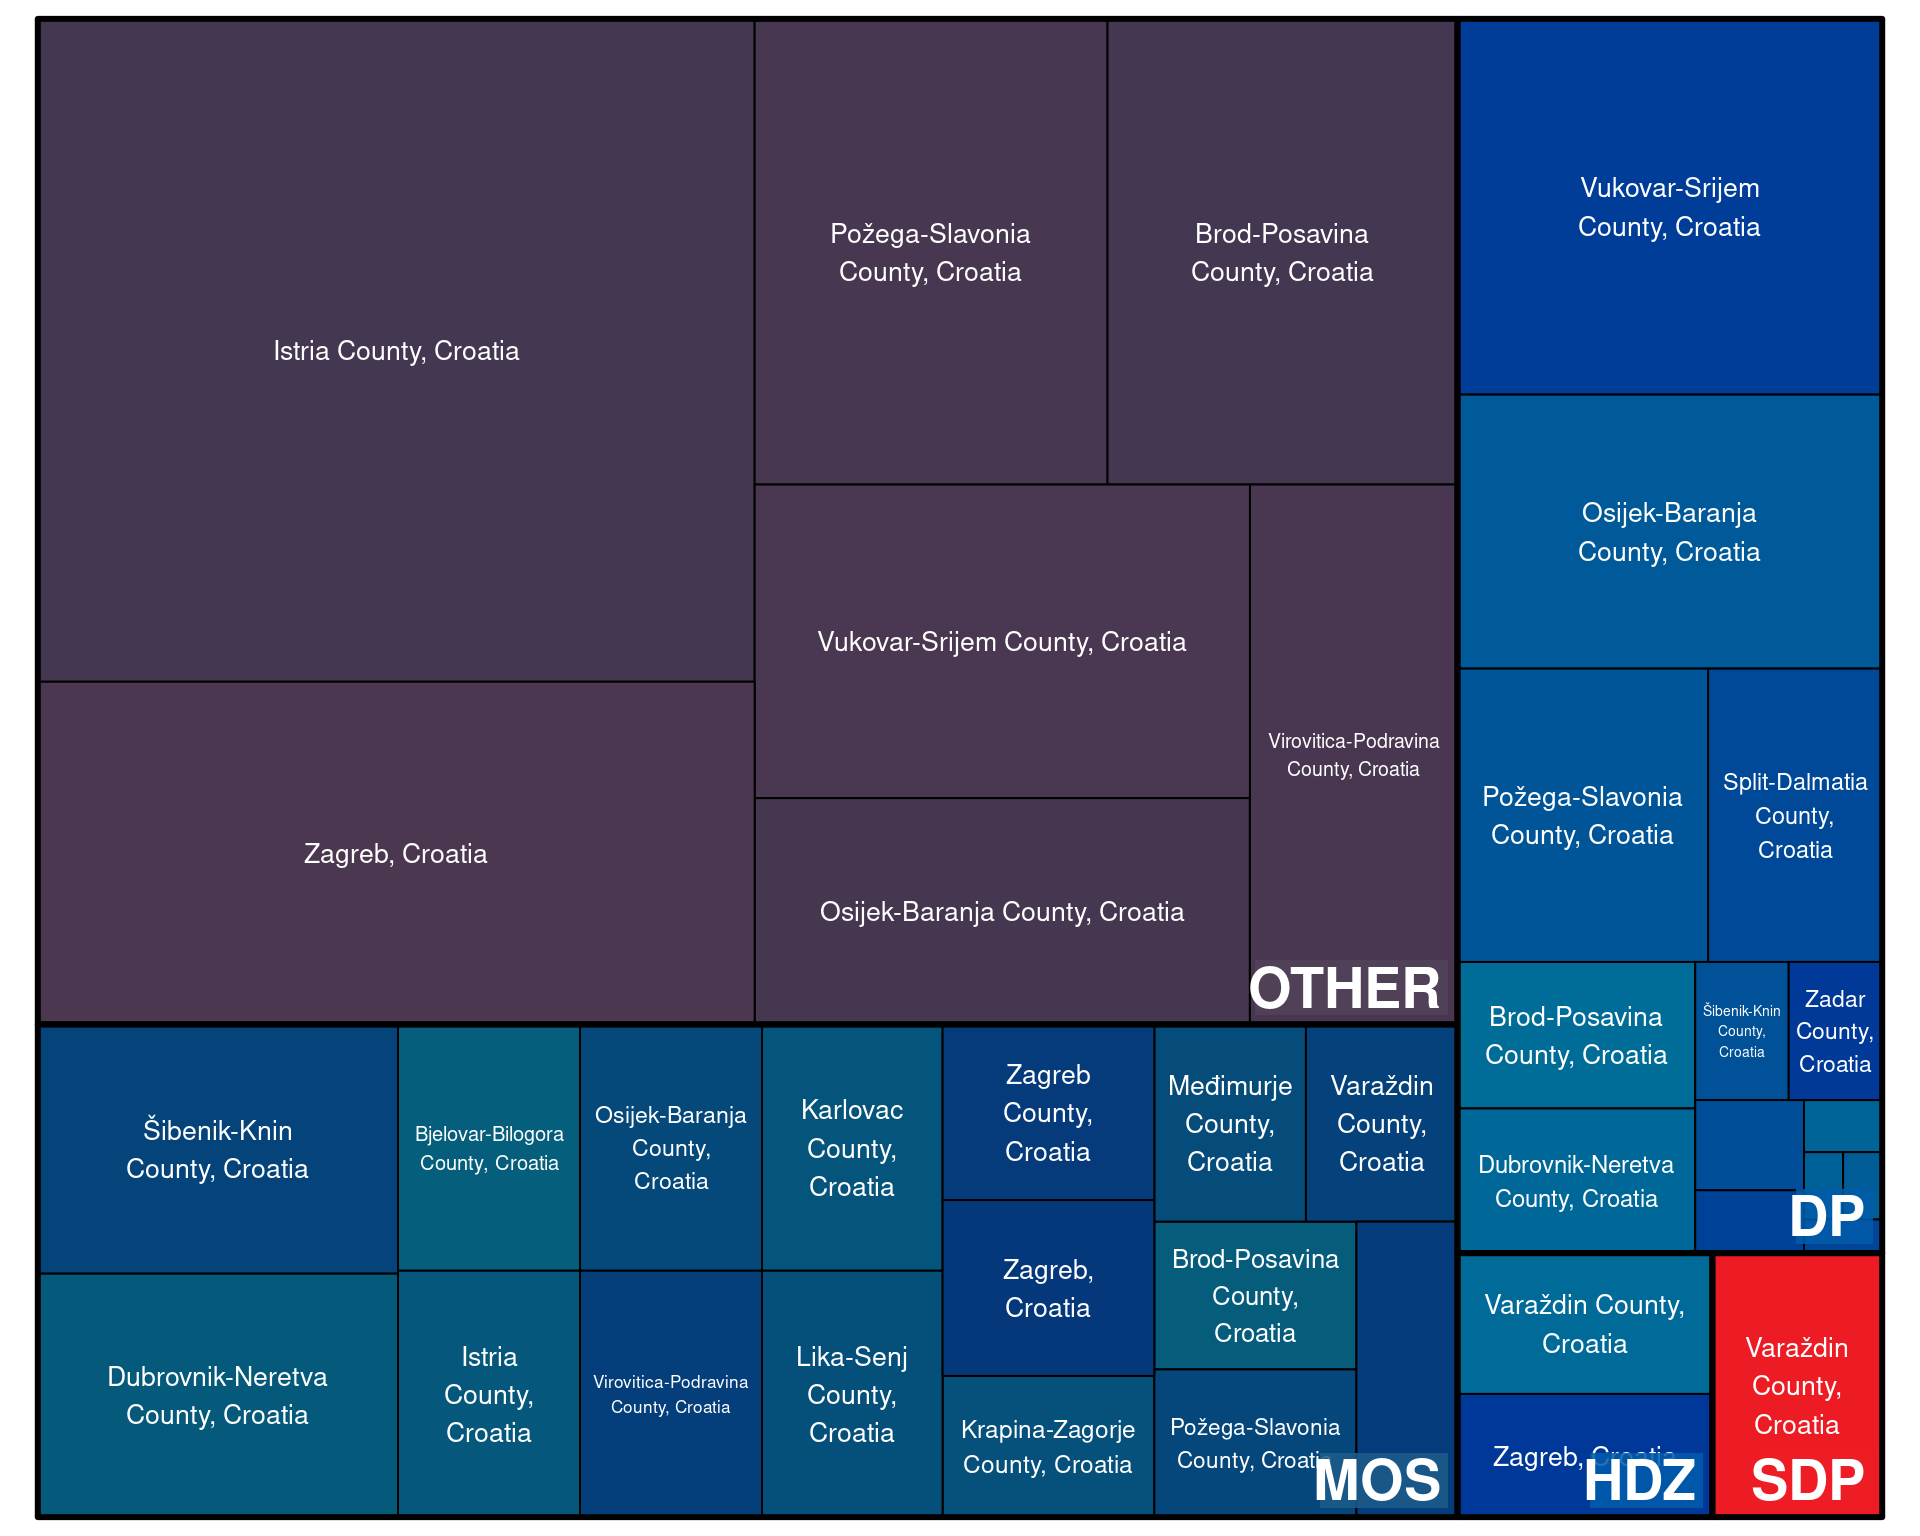 Istria County, Croatia
Požega-Slavonia
County, Croatia
Brod-Posavina
County, Croatia
Vukovar-Srijem County, Croatia
Virovitica-Podravina
County, Croatia
Zagreb, Croatia
Osijek-Baranja County, Croatia
OTHER
Vukovar-Srijem
County, Croatia
Osijek-Baranja
County, Croatia
Požega-Slavonia
County, Croatia
Split-Dalmatia
County,
Croatia
Brod-Posavina
County, Croatia
Šibenik-Knin
County,
Croatia
Zadar
County,
Croatia
Dubrovnik-Neretva
County, Croatia
DP
Šibenik-Knin
County, Croatia
Bjelovar-Bilogora
County, Croatia
Osijek-Baranja
County,
Croatia
Karlovac
County,
Croatia
Zagreb
County,
Croatia
Međimurje
County,
Croatia
Varaždin
County,
Croatia
Dubrovnik-Neretva
County, Croatia
Istria
County,
Croatia
Virovitica-Podravina
County, Croatia
Lika-Senj
County,
Croatia
Zagreb,
Croatia
Brod-Posavina
County,
Croatia
Krapina-Zagorje
County, Croatia
Požega-Slavonia
County, Croatia
MOS
Varaždin County,
Croatia
Zagreb, Croatia
HDZ
Varaždin
County,
Croatia
SDP